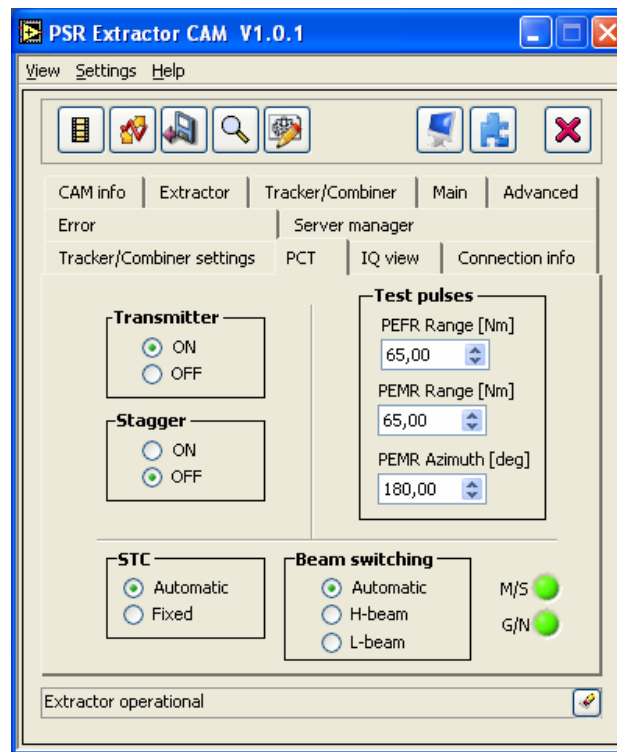 PSR Extractor CAM V1.0.1
View Settings Help
CAM info Extractor Tracker/Combiner Main Advanced
Error Server manager
Tracker/Combiner settings PCT IQ view Connection info
Transmitter
ON
OFF
Stagger
ON
OFF
Test pulses
PEFR Range [Nm]
65,00
PEMR Range [Nm]
65,00
PEMR Azimuth [deg]
180,00
STC
Automatic
Fixed
Beam switching
Automatic
H-beam
L-beam
M/S
G/N
Extractor operational